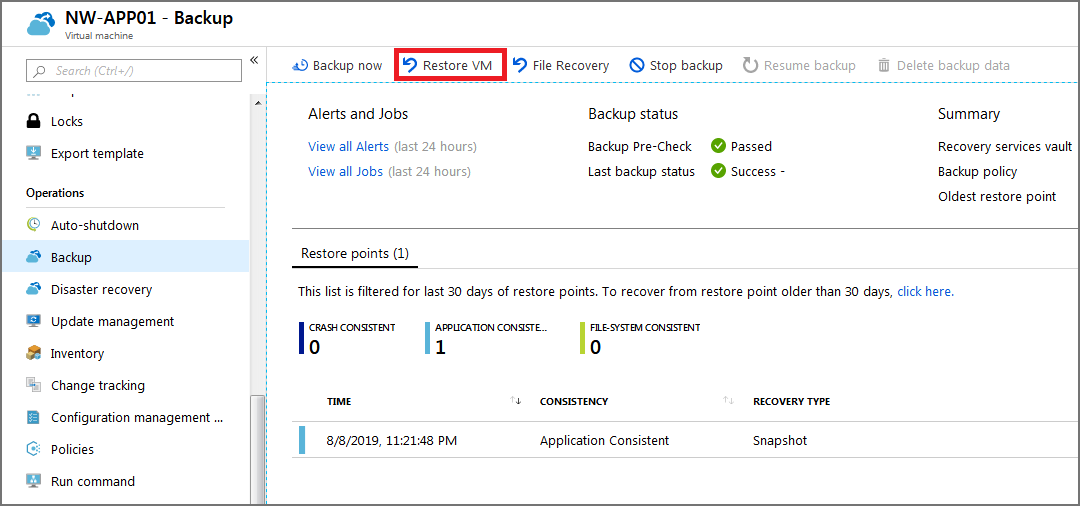 NW-APP01 - Backup
Virtual machine
Search (Ctrl+/)
«
Locks
Export template
Operations
Auto-shutdown
Backup
Disaster recovery
Update management
Inventory
Change tracking
Configuration management ...
Policies
Run command
Backup now
Restore VM
File Recovery
Stop backup
Resume backup
Delete backup data
Alerts and Jobs
View all Alerts (last 24 hours)
View all Jobs (last 24 hours)
Backup status
Backup Pre-Check Passed
Last backup status Success -
Summary
Recovery services vault
Backup policy
Oldest restore point
Restore points (1)
This list is filtered for last 30 days of restore points. To recover from restore point older than 30 days, click here.
CRASH CONSISTENT
0
APPLICATION CONSISTE...
1
FILE-SYSTEM CONSISTENT
0
TIME CONSISTENCY RECOVERY TYPE
8/8/2019, 11:21:48 PM Application Consistent Snapshot